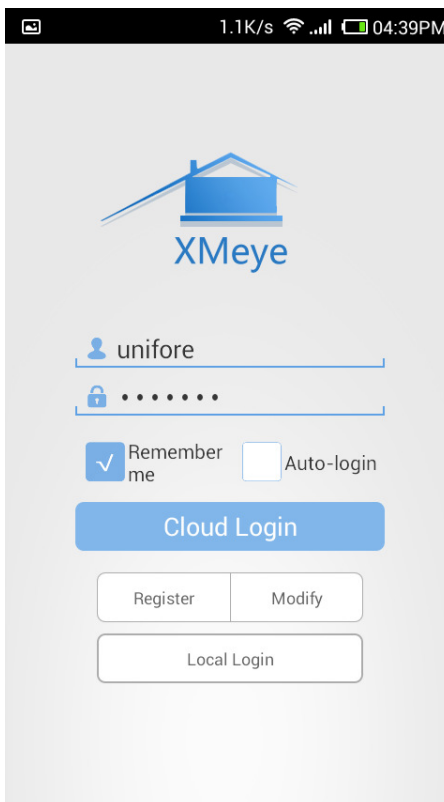 1.1K/s 04:39PM
XMeye
unifore
•••••••
Remember me Auto-login
Cloud Login
Register Modify
Local Login